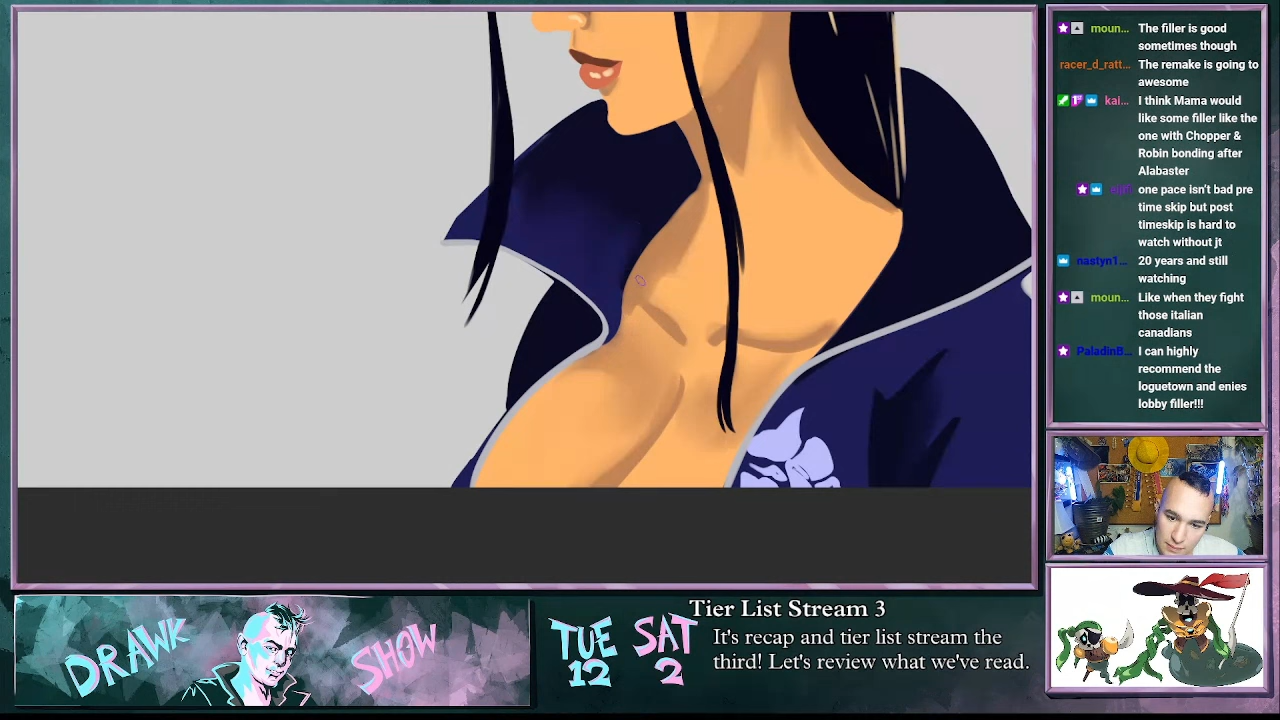 moun... The filler is good
sometimes though
racer_d_ratt... The remake is going to
awesome
kai... I think Mama would
like some filler like the
one with Chopper &
Robin bonding after
Alabaster
one pace isn't bad pre
time skip but post
timeskip is hard to
watch without jt
nastyn1... 20 years and still
watching
moun... Like when they fight
those italian
canadians
PaladinB... I can highly
recommend the
loguetown and enies
lobby filler!!!
DRAWK
SHOW
TUE SAT
12 2
Tier List Stream 3
It's recap and tier list stream the
third! Let's review what we've read.